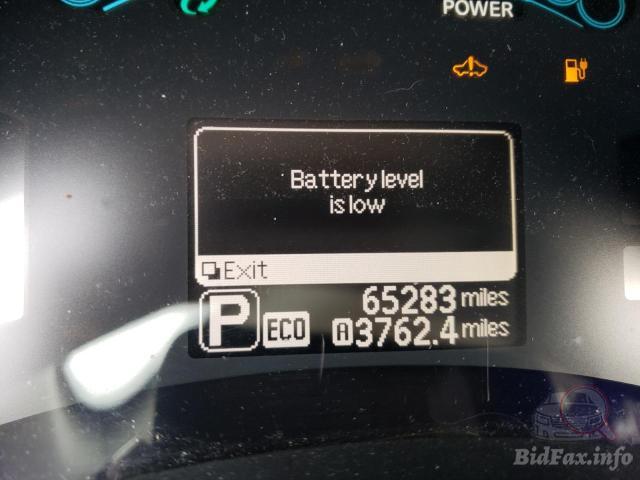 POWER
Battery level
is low
Exit
P ECO 65283 miles
A 3762.4 miles
BidFax.info